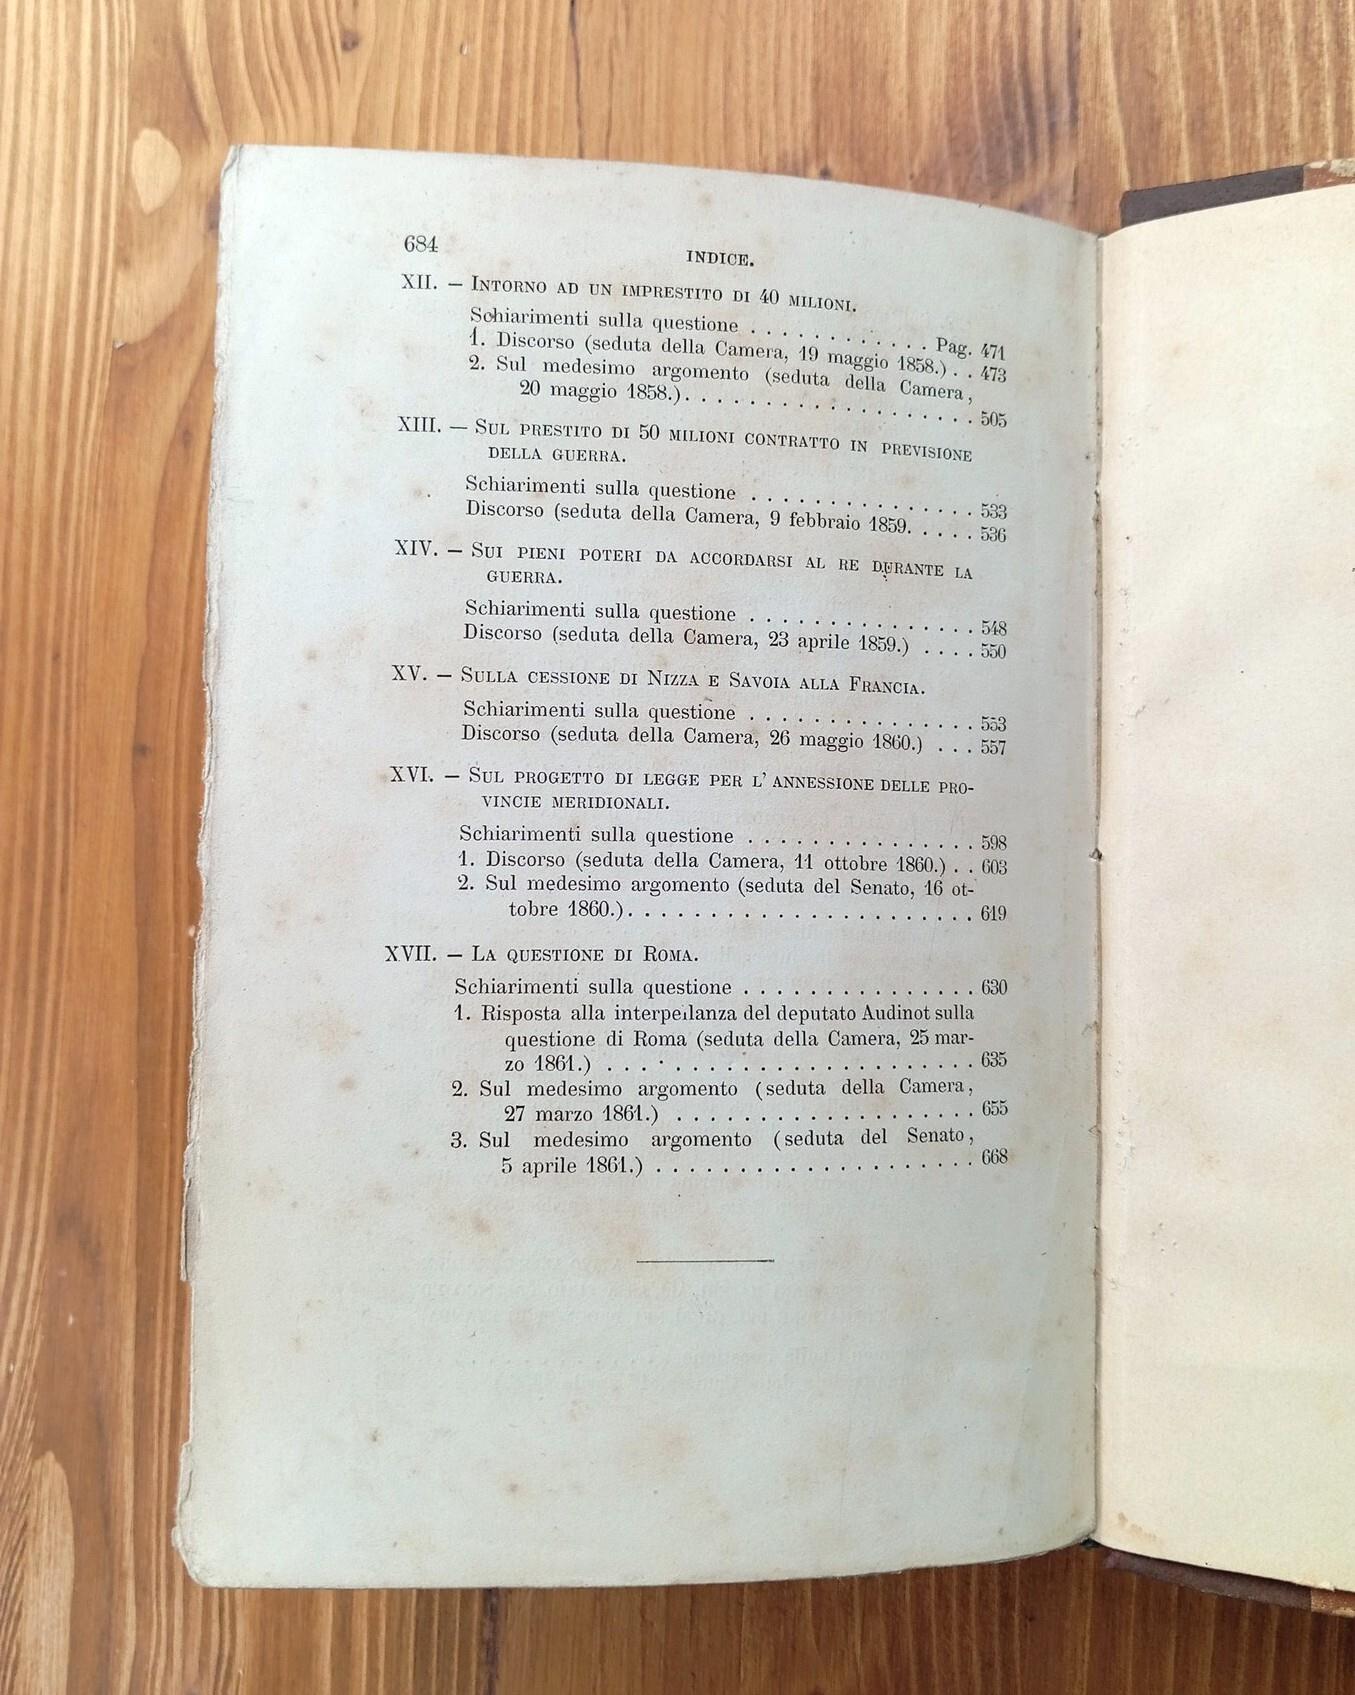 684
INDICE.
XII. — INTORNO AD UN IMPRESTITO DI 40 MILIONI.
Schiarimenti sulla questione . . . . . . . . . . . . Pag. 471
1. Discorso (seduta della Camera, 19 maggio 1858.) . . 473
2. Sul medesimo argomento (seduta della Camera,
20 maggio 1858.) . . . . . . . . . . . . . . . . . . 505
XIII. — SUL PRESTITO DI 50 MILIONI CONTRATTO IN PREVISIONE
DELLA GUERRA.
Schiarimenti sulla questione . . . . . . . . . . . . . . 533
Discorso (seduta della Camera, 9 febbraio 1859. . . . . . 536
XIV. — SUI PIENI POTERI DA ACCORDARSI AL RE DURANTE LA
GUERRA.
Schiarimenti sulla questione . . . . . . . . . . . . . . 548
Discorso (seduta della Camera, 23 aprile 1859.) . . . . 550
XV. — SULLA CESSIONE DI NIZZA E SAVOIA ALLA FRANCIA.
Schiarimenti sulla questione . . . . . . . . . . . . . . 553
Discorso (seduta della Camera, 26 maggio 1860.) . . . 557
XVI. — SUL PROGETTO DI LEGGE PER L' ANNESSIONE DELLE PRO-
VINCIE MERIDIONALI.
Schiarimenti sulla questione . . . . . . . . . . . . . . 598
1. Discorso (seduta della Camera, 11 ottobre 1860.) . . 603
2. Sul medesimo argomento (seduta del Senato, 16 ot-
tobre 1860.) . . . . . . . . . . . . . . . . . . . . . . 619
XVII. — LA QUESTIONE DI ROMA.
Schiarimenti sulla questione . . . . . . . . . . . . . . 630
1. Risposta alla interpellanza del deputato Audinot sulla
questione di Roma (seduta della Camera, 25 mar-
zo 1861.) . . . . . . . . . . . . . . . . . . . . . . 635
2. Sul medesimo argomento (seduta della Camera,
27 marzo 1861.) . . . . . . . . . . . . . . . . . . . 655
3. Sul medesimo argomento (seduta del Senato,
5 aprile 1861.) . . . . . . . . . . . . . . . . . . . . 668